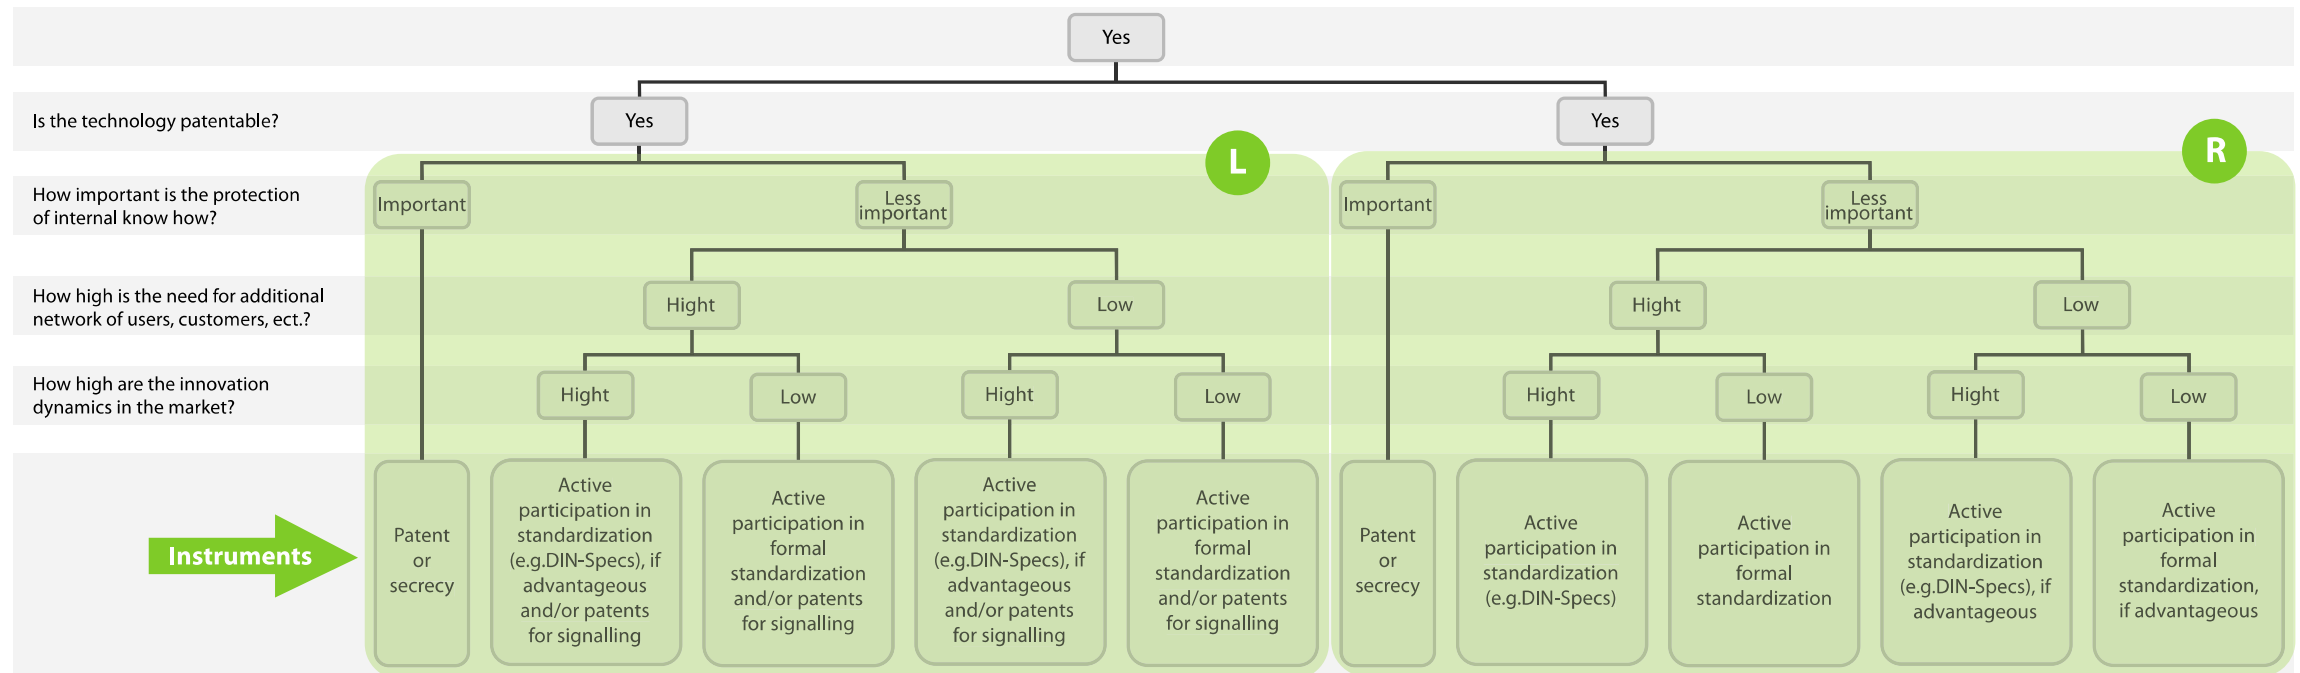 Yes
Is the technology patentable?
Yes
Yes
L
R
How important is the protection
of internal know how?
Important
Less
important
Important
Less
important
How high is the need for additional
network of users, customers, ect.?
Hight
Low
Hight
Low
How high are the innovation
dynamics in the market?
Hight
Low
Hight
Low
Hight
Low
Hight
Low
Instruments
Patent
or
secrecy
Active
participation in
standardization
(e.g.DIN-Specs), if
advantageous
and/or patents
for signalling
Active
participation in
formal
standardization
and/or patents
for signalling
Active
participation in
standardization
(e.g.DIN-Specs), if
advantageous
and/or patents
for signalling
Active
participation in
formal
standardization
and/or patents
for signalling
Patent
or
secrecy
Active
participation in
standardization
(e.g.DIN-Specs)
Active
participation in
formal
standardization
Active
participation in
standardization
(e.g.DIN-Specs), if
advantageous
Active
participation in
formal
standardization,
if advantageous